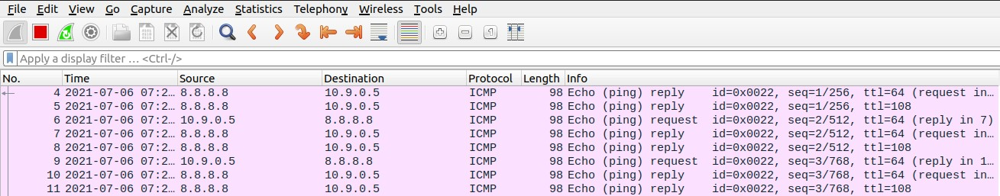 File Edit View Go Capture Analyze Statistics Telephony Wireless Tools Help
Apply a display filter … <Ctrl-/>
No. Time Source Destination Protocol Length Info
4 2021-07-06 07:2… 8.8.8.8 10.9.0.5 ICMP 98 Echo (ping) reply id=0x0022, seq=1/256, ttl=64 (request in…
5 2021-07-06 07:2… 8.8.8.8 10.9.0.5 ICMP 98 Echo (ping) reply id=0x0022, seq=1/256, ttl=108
6 2021-07-06 07:2… 10.9.0.5 8.8.8.8 ICMP 98 Echo (ping) request id=0x0022, seq=2/512, ttl=64 (reply in 7)
7 2021-07-06 07:2… 8.8.8.8 10.9.0.5 ICMP 98 Echo (ping) reply id=0x0022, seq=2/512, ttl=64 (request in…
8 2021-07-06 07:2… 8.8.8.8 10.9.0.5 ICMP 98 Echo (ping) reply id=0x0022, seq=2/512, ttl=108
9 2021-07-06 07:2… 10.9.0.5 8.8.8.8 ICMP 98 Echo (ping) request id=0x0022, seq=3/768, ttl=64 (reply in 1…
10 2021-07-06 07:2… 8.8.8.8 10.9.0.5 ICMP 98 Echo (ping) reply id=0x0022, seq=3/768, ttl=64 (request in…
11 2021-07-06 07:2… 8.8.8.8 10.9.0.5 ICMP 98 Echo (ping) reply id=0x0022, seq=3/768, ttl=108